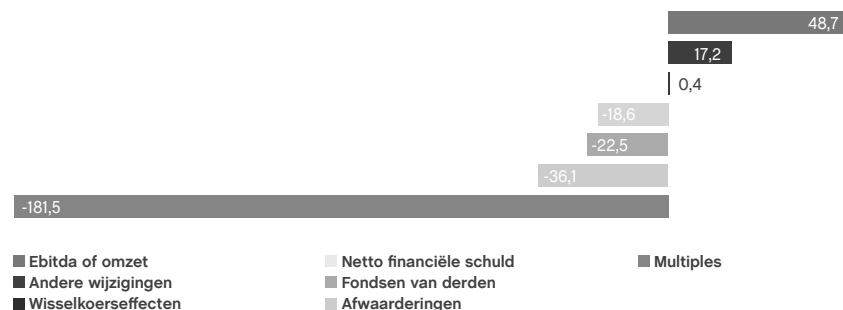 48,7
17,2
0,4
-18,6
-22,5
-36,1
-181,5
Ebitda of omzet
Netto financiële schuld
Multiples
Andere wijzigingen
Fondsen van derden
Wisselkoerseffecten
Afwaarderingen